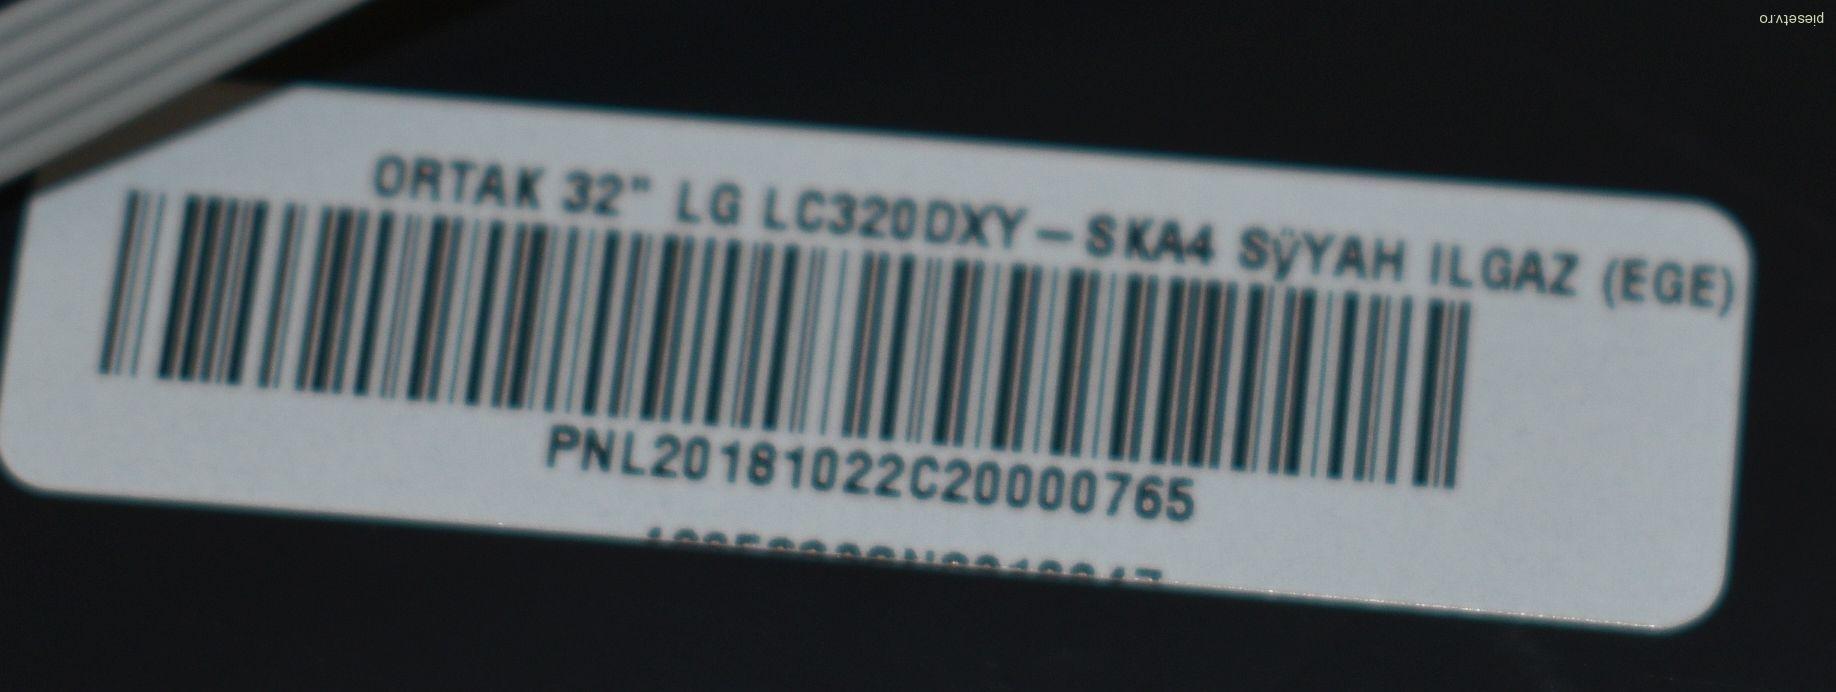 piesetv.ro
ORTAK 32" LG LC320DXY-SKA4 SÿYAH ILGAZ (EGE)
PNL20181022C20000765